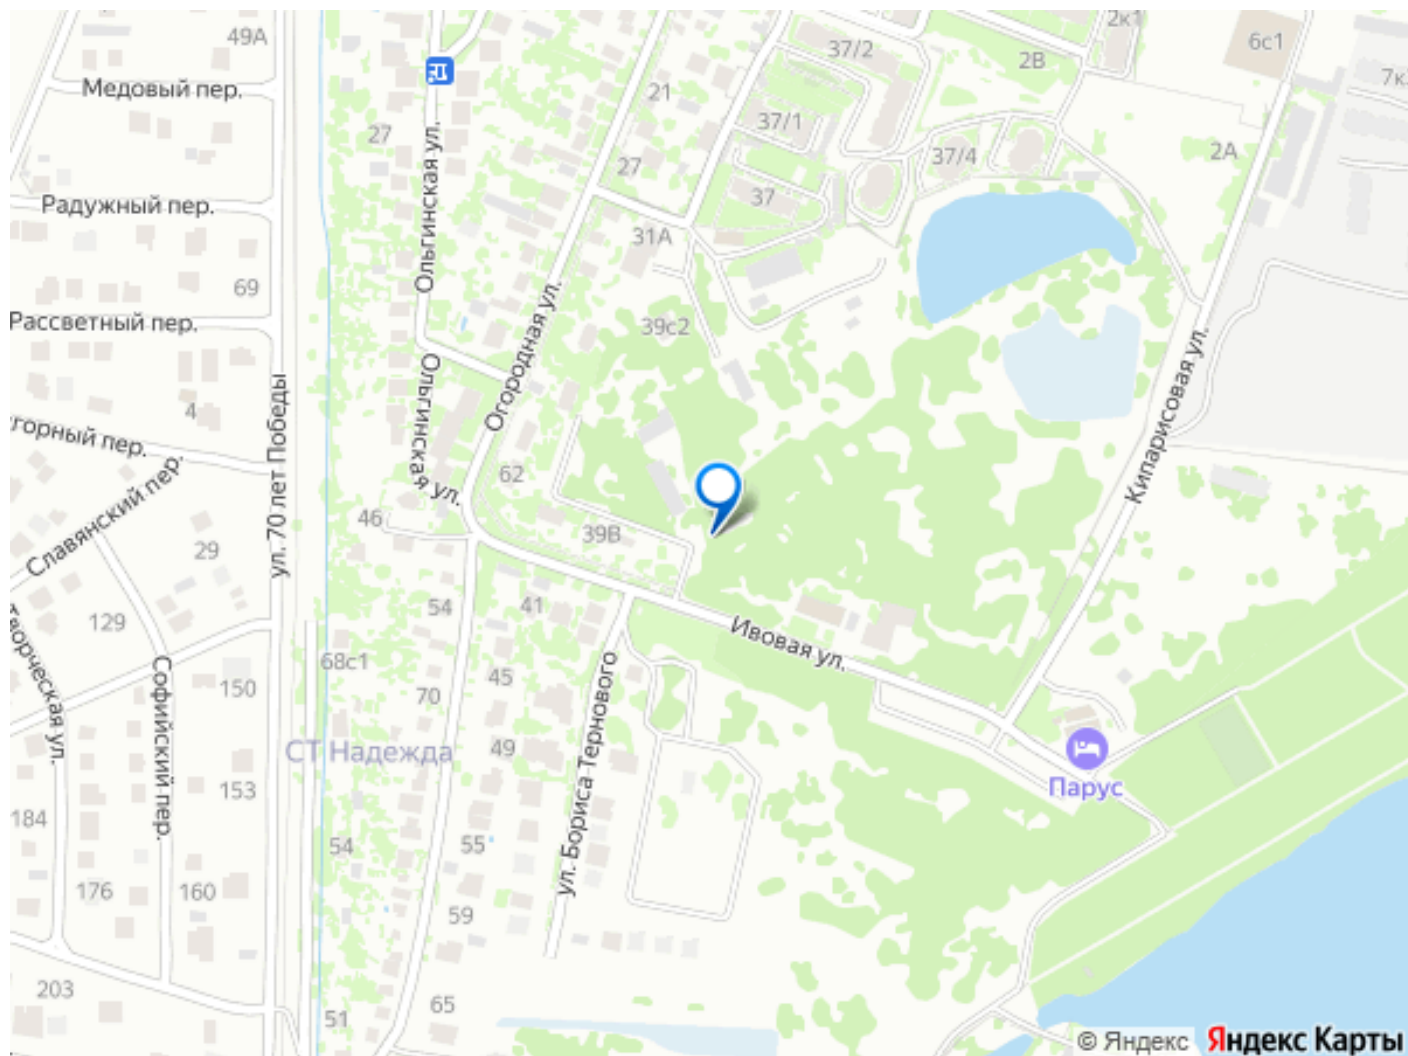 49А
2к1
37/2
6с1
2В
7к
Медовый пер.
21
37/1
27
Ольгинская ул.
37/4
2А
27
37
Радужный пер.
31А
69
Рассветный пер.
39с2
Огородная ул.
Кипарисовая ул.
Ольгинская ул.
ул. 70 лет Победы
4
горный пер.
62
Славянский пер.
46
39В
29
54
41
129
Ивовая ул.
68с1
Творческая ул.
Софийский пер.
ул. Бориса Тернового
45
150
70
49
СТ Надежда
Парус
153
184
54
55
176
160
59
203
65
51
© Яндекс
Яндекс Карты